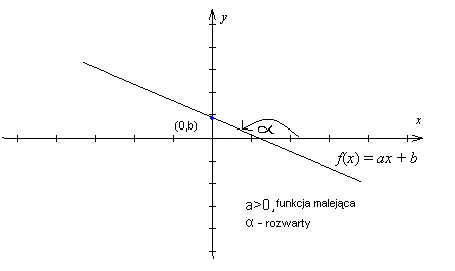 y
x
(0,b)
α
f(x) = ax + b
a>0, funkcja malejąca
α - rozwarty